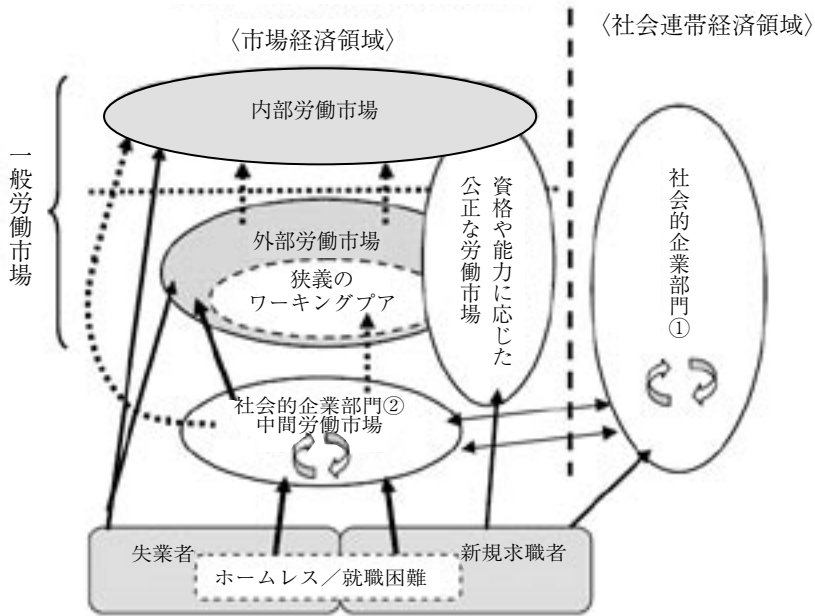 〈市場経済領域〉
〈社会連帯経済領域〉
一般労働市場
内部労働市場
外部労働市場
狭義の
ワーキングプア
資格や能力に応じた
公正な労働市場
社会的企業部門①
社会的企業部門②
中間労働市場
失業者
新規求職者
ホームレス／就職困難